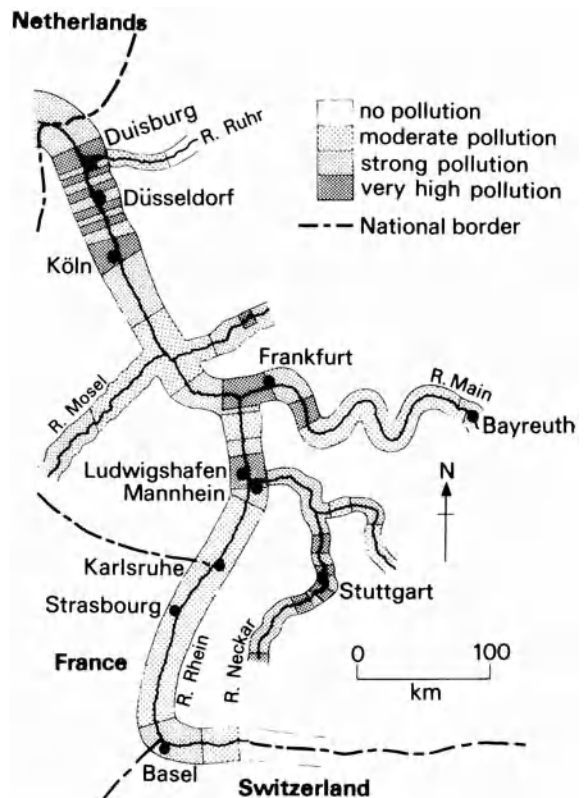 Netherlands
no pollution
moderate pollution
strong pollution
very high pollution
National border
Duisburg
R. Ruhr
Düsseldorf
Köln
Frankfurt
R. Main
R. Mosel
Bayreuth
N
Ludwigshafen
Mannhein
Karlsruhe
Stuttgart
Strasbourg
0 100
km
France
R. Rhein
R. Neckar
Basel
Switzerland